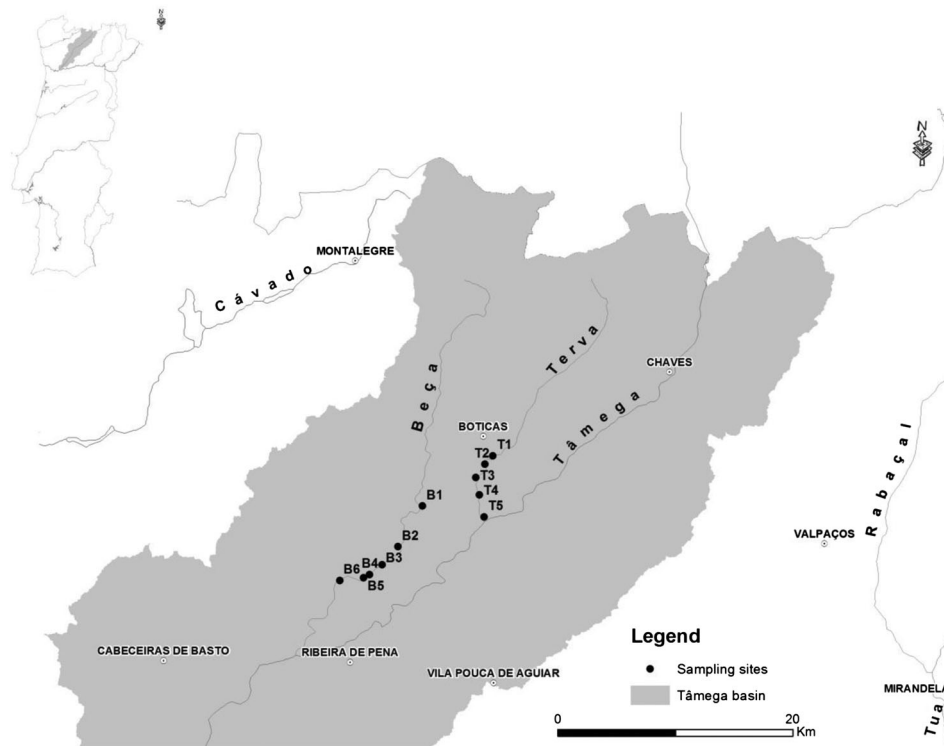 N
N
MONTALEGRE
Cávado
Terva
CHAVES
Beça
Tâmega
BOTICAS
T1
T2
T3
T4
T5
Rabaçal
B1
VALPAÇOS
B2
B3
B4
B5
B6
Legend
CABECEIRAS DE BASTO
RIBEIRA DE PENA
Sampling sites
VILA POUCA DE AGUIAR
Tâmega basin
MIRANDELA
Tua
0
20
Km